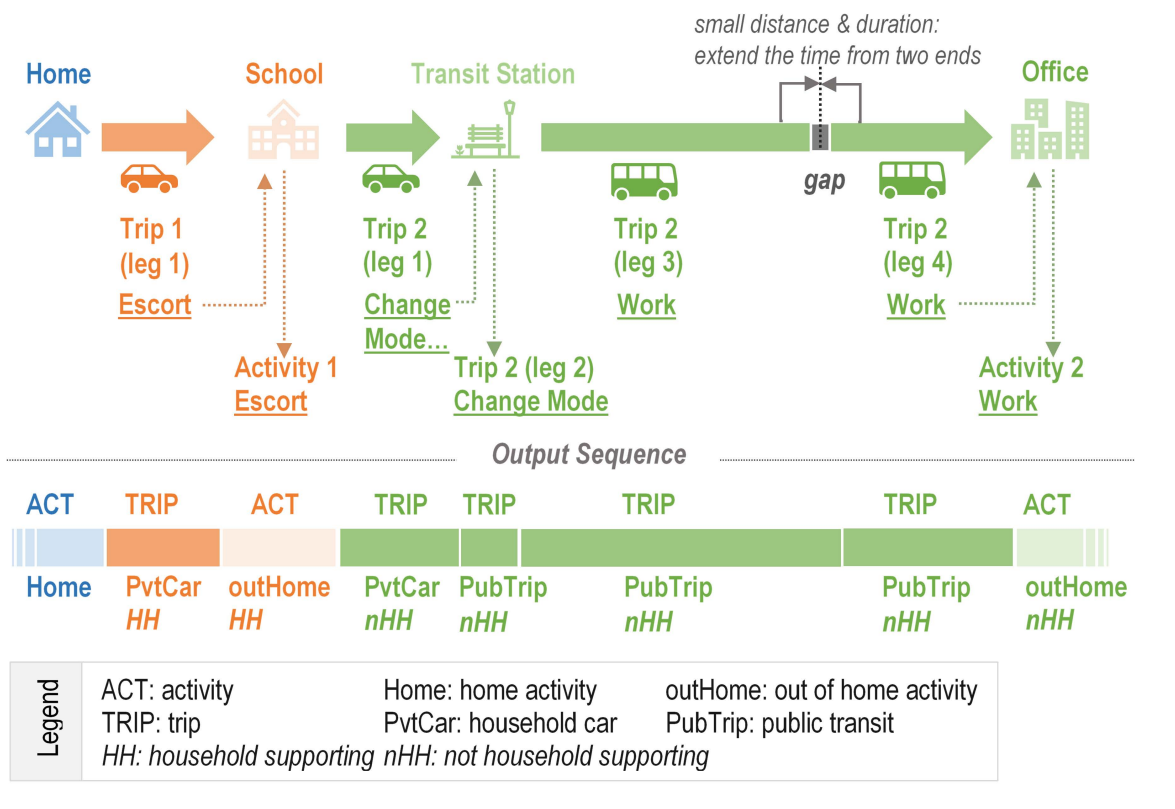 small distance & duration:
extend the time from two ends
Home
School
Transit Station
Office
gap
Trip 1
(leg 1)
Escort
Trip 2
(leg 1)
Change
Mode...
Trip 2
(leg 3)
Work
Trip 2
(leg 4)
Work
Activity 1
Escort
Trip 2 (leg 2)
Change Mode
Activity 2
Work
Output Sequence
ACT TRIP ACT TRIP TRIP TRIP TRIP ACT
Home PvtCar outHome PvtCar PubTrip PubTrip PubTrip outHome
HH HH nHH nHH nHH nHH nHH
Legend
ACT: activity Home: home activity outHome: out of home activity
TRIP: trip PvtCar: household car PubTrip: public transit
HH: household supporting nHH: not household supporting